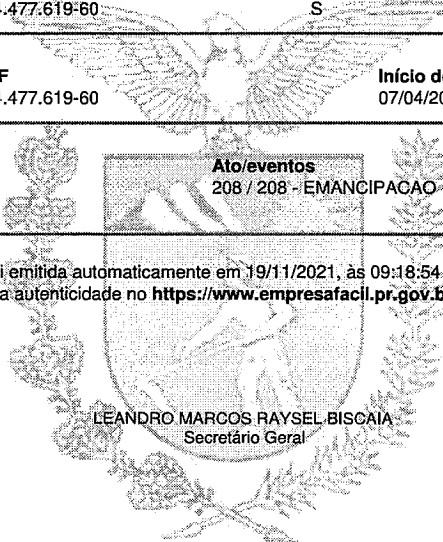 .477.619-60 S
F Início d
.477.619-60 07/04/20
Ato/eventos
208 / 208 - EMANCIPACAO
i emitida automaticamente em 19/11/2021, às 09:18:54
a autenticidade no https://www.empresafacil.pr.gov.b
LEANDRO MARCOS RAYSEL BISCAIA
Secretário Geral